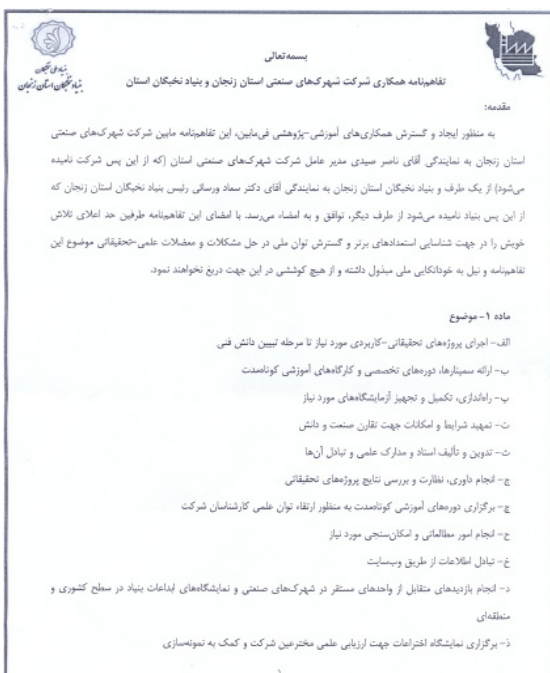 بنیاد ملی نخبگان
بنیاد نخبگان استان زنجان
بسمه تعالی
تفاهم‌نامه همکاری شرکت شهرک‌های صنعتی استان زنجان و بنیاد نخبگان استان
مقدمه:
به منظور ایجاد و گسترش همکاری‌های آموزشی-پژوهشی فی‌مابین، این تفاهم‌نامه مابین شرکت شهرک‌های صنعتی
استان زنجان به نمایندگی آقای ناصر صیدی مدیر عامل شرکت شهرک‌های صنعتی استان (که از این پس شرکت نامیده
می‌شود) از یک طرف و بنیاد نخبگان استان زنجان به نمایندگی آقای دکتر سعاد ورسائی رئیس بنیاد نخبگان استان زنجان که
از این پس بنیاد نامیده می‌شود از طرف دیگر، توافق و به امضاء می‌رسد. با امضای این تفاهم‌نامه طرفین حد اعلای تلاش
خویش را در جهت شناسایی استعدادهای برتر و گسترش توان ملی در حل مشکلات و معضلات علمی-تحقیقاتی موضوع این
تفاهم‌نامه و نیل به خوداتکایی ملی مبذول داشته و از هیچ کوششی در این جهت دریغ نخواهند نمود.
ماده ۱- موضوع
الف- اجرای پروژه‌های تحقیقاتی-کاربردی مورد نیاز تا مرحله تبیین دانش فنی
ب- ارائه سمینارها، دوره‌های تخصصی و کارگاه‌های آموزشی کوتاه‌مدت
پ- راه‌اندازی، تکمیل و تجهیز آزمایشگاه‌های مورد نیاز
ت- تمهید شرایط و امکانات جهت تقارن صنعت و دانش
ث- تدوین و تألیف اسناد و مدارک علمی و تبادل آن‌ها
ج- انجام داوری، نظارت و بررسی نتایج پروژه‌های تحقیقاتی
چ- برگزاری دوره‌های آموزشی کوتاه‌مدت به منظور ارتقاء توان علمی کارشناسان شرکت
ح- انجام امور مطالعاتی و امکان‌سنجی مورد نیاز
خ- تبادل اطلاعات از طریق وب‌سایت
د- انجام بازدیدهای متقابل از واحدهای مستقر در شهرک‌های صنعتی و نمایشگاه‌های ابداعات بنیاد در سطح کشوری و
منطقه‌ای
ذ- برگزاری نمایشگاه اختراعات جهت ارزیابی علمی مخترعین شرکت و کمک به نمونه‌سازی